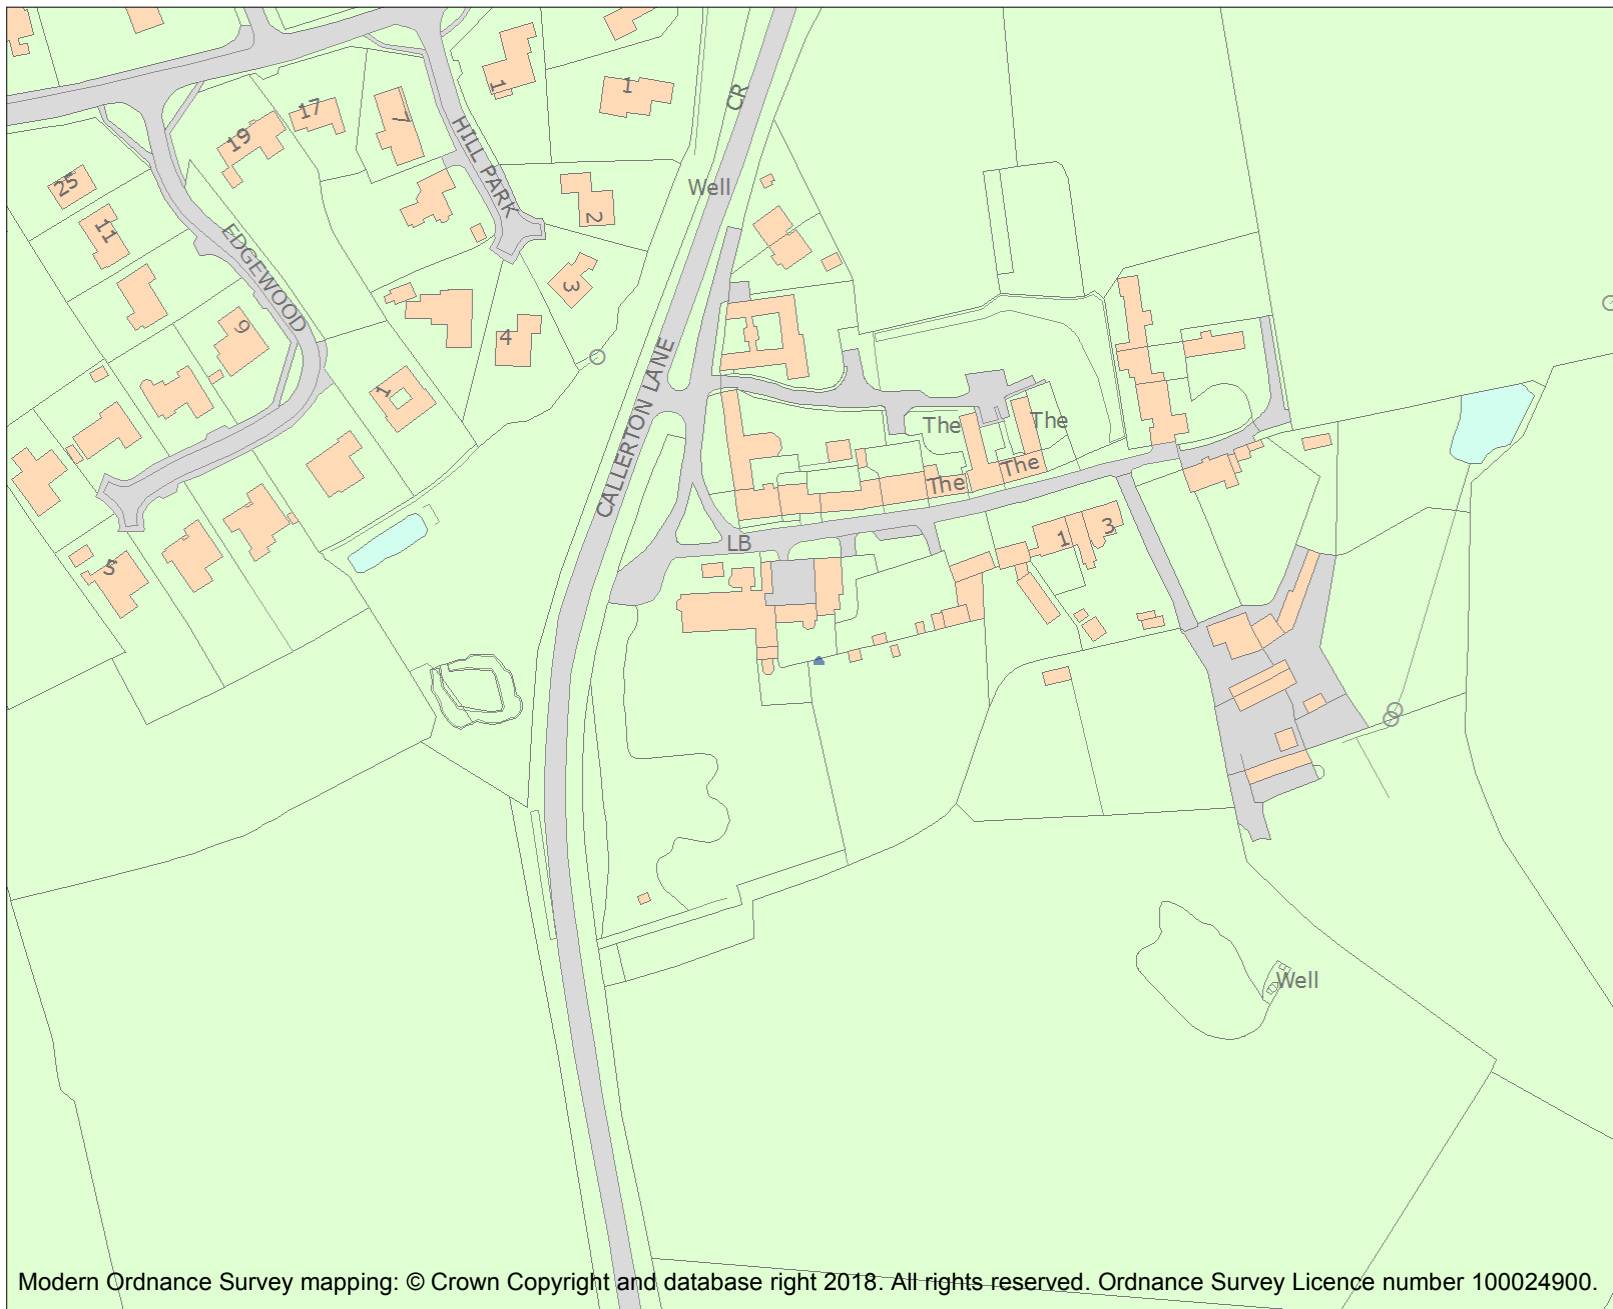 1
1
CR
17
7
19
HILL PARK
25
Well
2
11
EDGEWOOD
3
9
4
CALLERTON LANE
1
The
The
The
The
1
3
LB
5
Well
Modern Ordnance Survey mapping: © Crown Copyright and database right 2018. All rights reserved. Ordnance Survey Licence number 100024900.